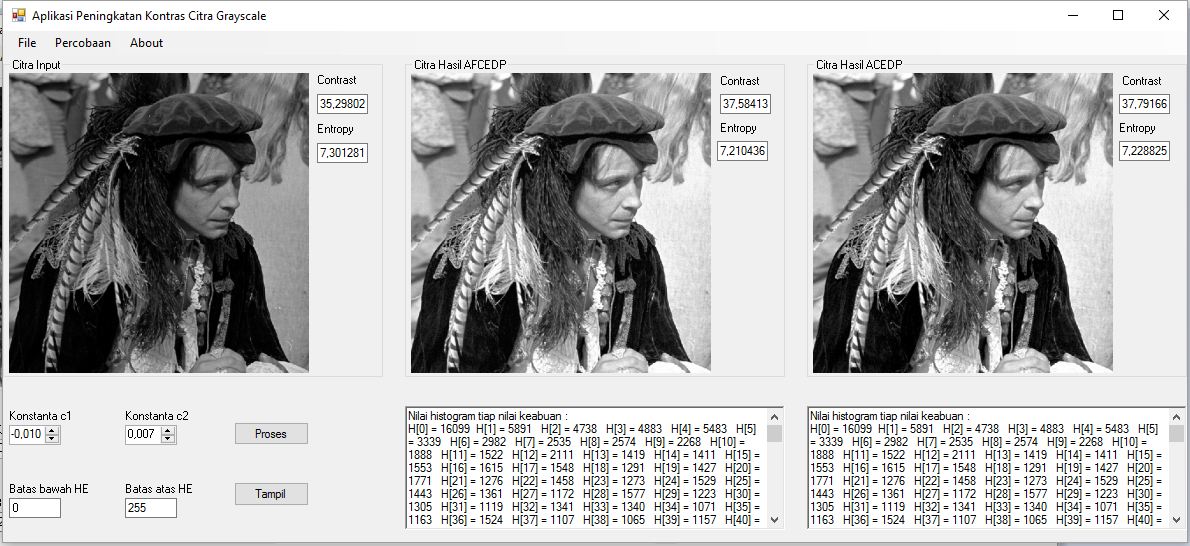 Aplikasi Peningkatan Kontras Citra Grayscale
File Percobaan About
Citra Input
Contrast
35,29802
Entropy
7,301281
Citra Hasil AFCEDP
Contrast
37,58413
Entropy
7,210436
Citra Hasil ACEDP
Contrast
37,79166
Entropy
7,228825
Konstanta c1
-0,010
Konstanta c2
0,007
Proses
Batas bawah HE
0
Batas atas HE
255
Tampil
Nilai histogram tiap nilai keabuan :
H[0] = 16099 H[1] = 5891 H[2] = 4738 H[3] = 4883 H[4] = 5483 H[5]
= 3339 H[6] = 2982 H[7] = 2535 H[8] = 2574 H[9] = 2268 H[10] =
1888 H[11] = 1522 H[12] = 2111 H[13] = 1419 H[14] = 1411 H[15] =
1553 H[16] = 1615 H[17] = 1548 H[18] = 1291 H[19] = 1427 H[20] =
1771 H[21] = 1276 H[22] = 1458 H[23] = 1273 H[24] = 1529 H[25] =
1443 H[26] = 1361 H[27] = 1172 H[28] = 1577 H[29] = 1223 H[30] =
1305 H[31] = 1119 H[32] = 1341 H[33] = 1340 H[34] = 1071 H[35] =
1163 H[36] = 1524 H[37] = 1107 H[38] = 1065 H[39] = 1157 H[40] =
Nilai histogram tiap nilai keabuan :
H[0] = 16099 H[1] = 5891 H[2] = 4738 H[3] = 4883 H[4] = 5483 H[5]
= 3339 H[6] = 2982 H[7] = 2535 H[8] = 2574 H[9] = 2268 H[10] =
1888 H[11] = 1522 H[12] = 2111 H[13] = 1419 H[14] = 1411 H[15] =
1553 H[16] = 1615 H[17] = 1548 H[18] = 1291 H[19] = 1427 H[20] =
1771 H[21] = 1276 H[22] = 1458 H[23] = 1273 H[24] = 1529 H[25] =
1443 H[26] = 1361 H[27] = 1172 H[28] = 1577 H[29] = 1223 H[30] =
1305 H[31] = 1119 H[32] = 1341 H[33] = 1340 H[34] = 1071 H[35] =
1163 H[36] = 1524 H[37] = 1107 H[38] = 1065 H[39] = 1157 H[40] =